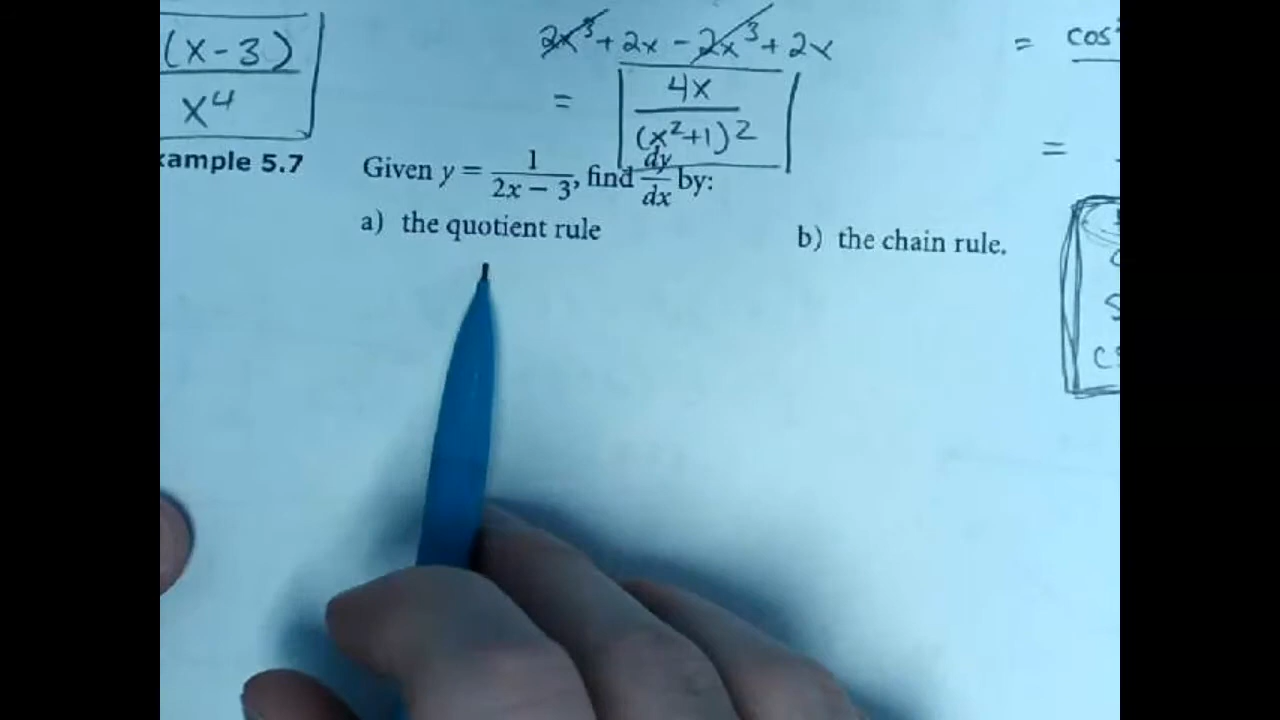 (x-3)
x⁴
2x³ + 2x - 2x³ + 2x
= 4x
(x²+1)2
= cos
=
xample 5.7 Given y = 1/(2x − 3), find dy/dx by:
a) the quotient rule
b) the chain rule.